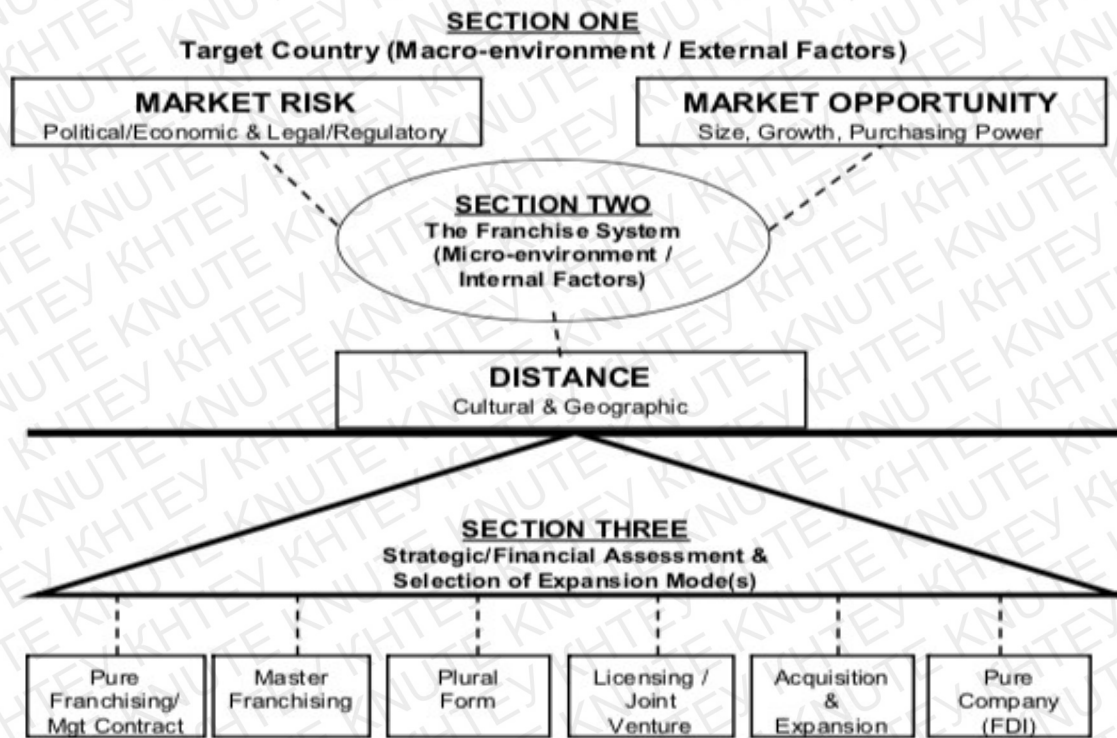 SECTION ONE
Target Country (Macro-environment / External Factors)
MARKET RISK
Political/Economic & Legal/Regulatory
MARKET OPPORTUNITY
Size, Growth, Purchasing Power
SECTION TWO
The Franchise System
(Micro-environment /
Internal Factors)
DISTANCE
Cultural & Geographic
SECTION THREE
Strategic/Financial Assessment &
Selection of Expansion Mode(s)
Pure
Franchising/
Mgt Contract
Master
Franchising
Plural
Form
Licensing /
Joint
Venture
Acquisition
&
Expansion
Pure
Company
(FDI)
КНТЕУ KNUTE